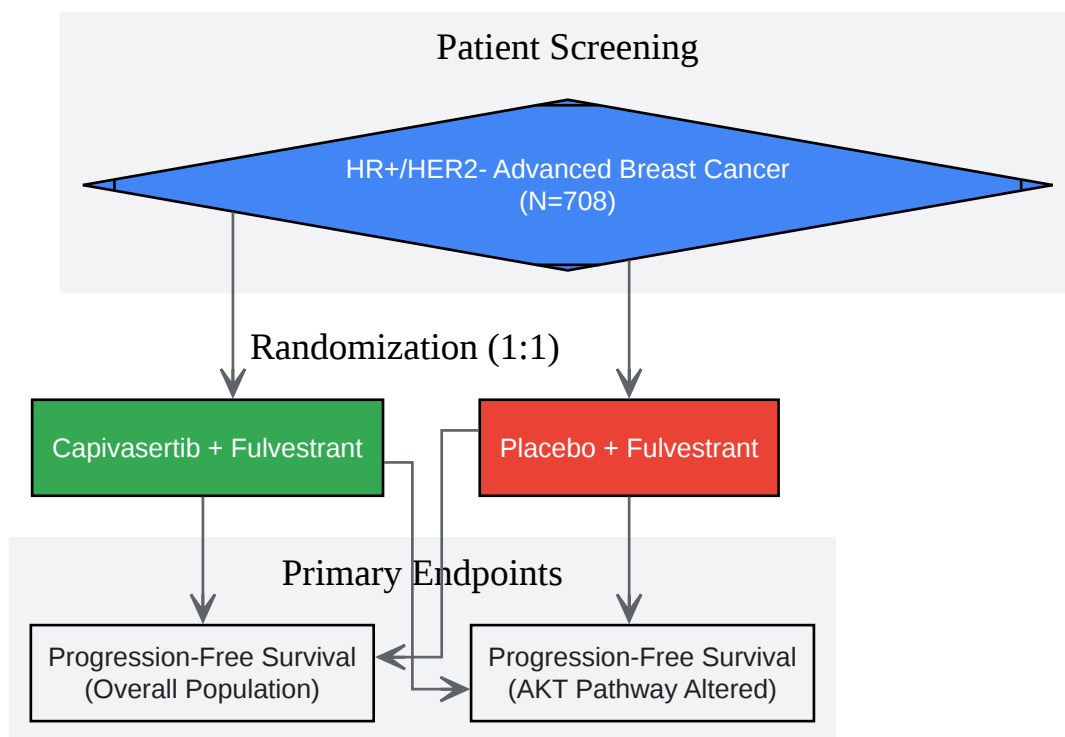 Patient Screening
HR+/HER2- Advanced Breast Cancer
(N=708)
Randomization (1:1)
Capivasertib + Fulvestrant
Placebo + Fulvestrant
Primary Endpoints
Progression-Free Survival
(Overall Population)
Progression-Free Survival
(AKT Pathway Altered)